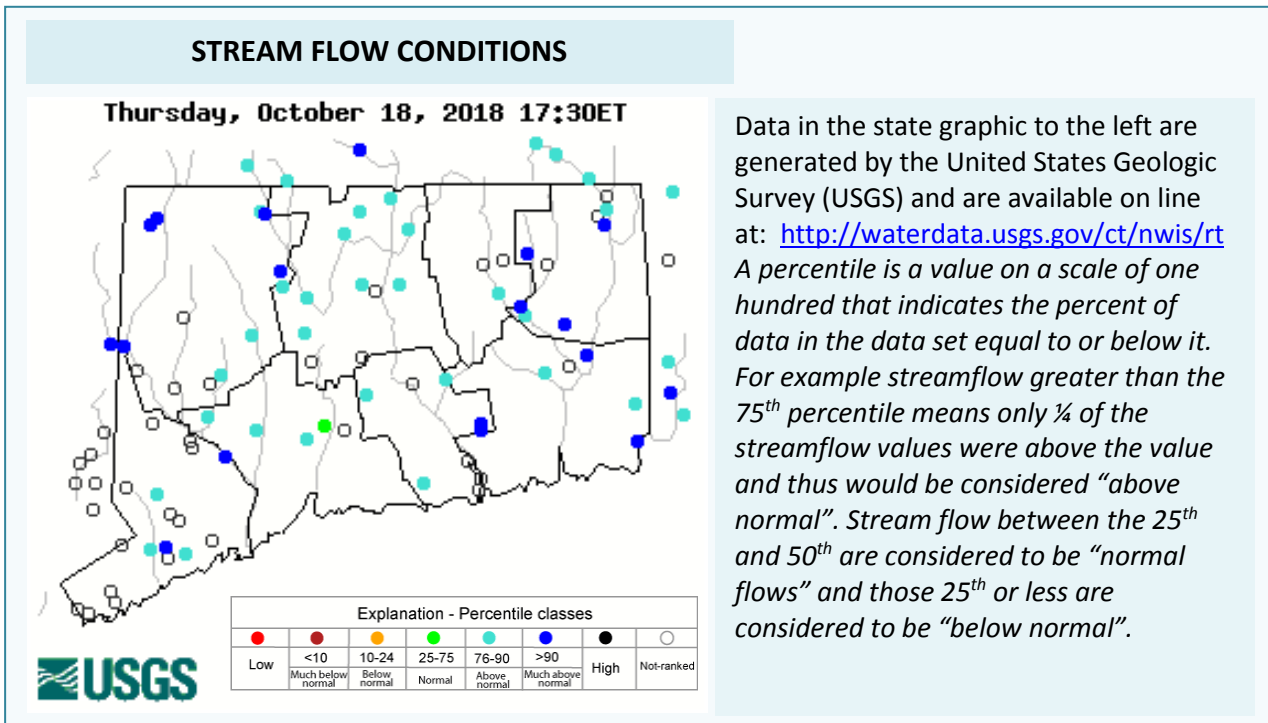 STREAM FLOW CONDITIONS
Thursday, October 18, 2018 17:30ET
Explanation - Percentile classes
Low
<10
10-24
25-75
76-90
>90
High
Not-ranked
Much below
normal
Below
normal
Normal
Above
normal
Much above
normal
USGS
Data in the state graphic to the left are
generated by the United States Geologic
Survey (USGS) and are available on line
at: http://waterdata.usgs.gov/ct/nwis/rt
A percentile is a value on a scale of one
hundred that indicates the percent of
data in the data set equal to or below it.
For example streamflow greater than the
75th percentile means only ¼ of the
streamflow values were above the value
and thus would be considered “above
normal”. Stream flow between the 25th
and 50th are considered to be “normal
flows” and those 25th or less are
considered to be “below normal”.